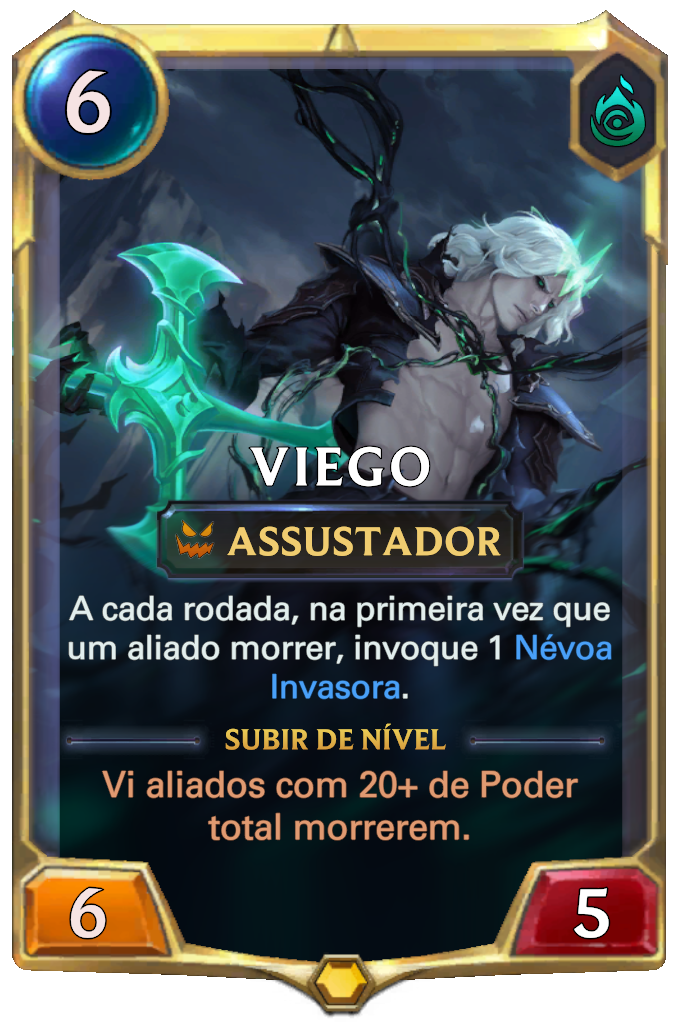 6
VIEGO
ASSUSTADOR
A cada rodada, na primeira vez que
um aliado morrer, invoque 1 Névoa
Invasora.
SUBIR DE NÍVEL
Vi aliados com 20+ de Poder
total morrerem.
6
5